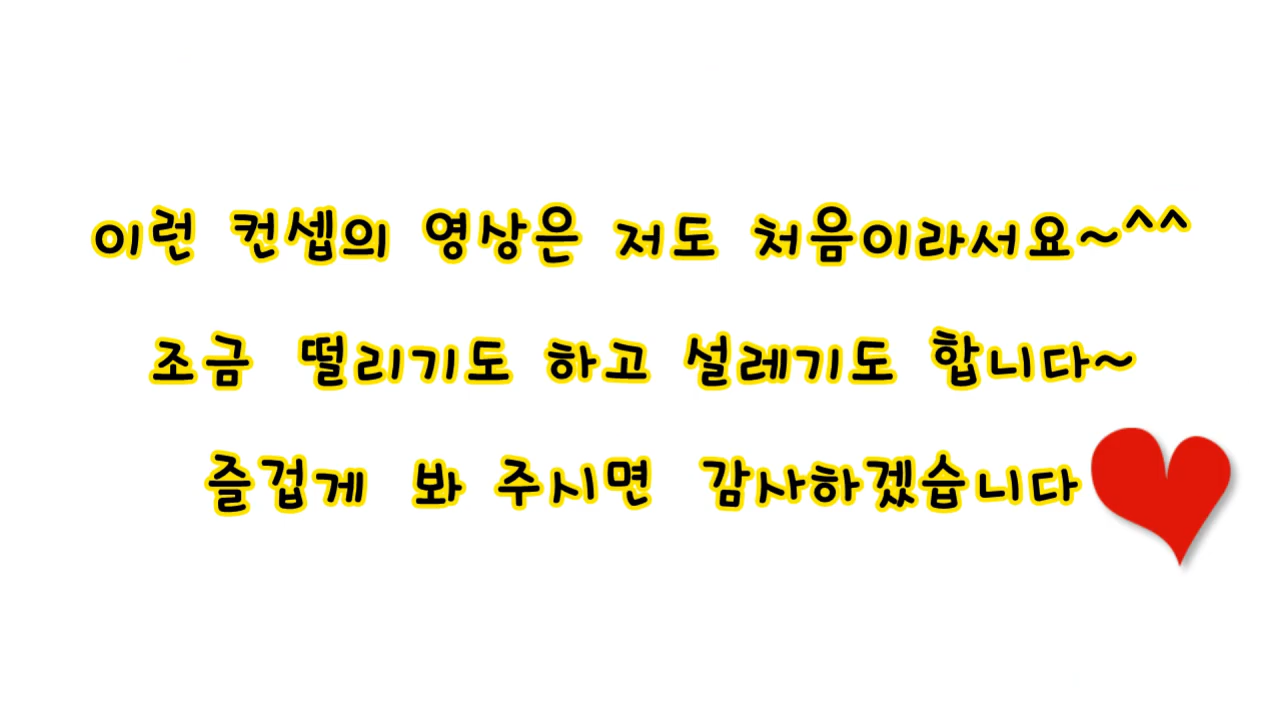 이런 컨셉의 영상은 저도 처음이라서요~^^
조금 떨리기도 하고 설레기도 합니다~
즐겁게 봐 주시면 감사하겠습니다